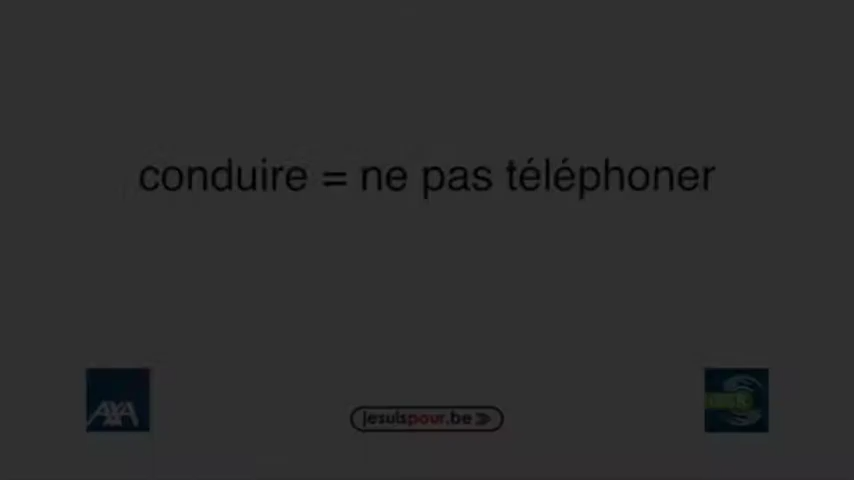 conduire = ne pas téléphoner
AXA
jesuispour.be